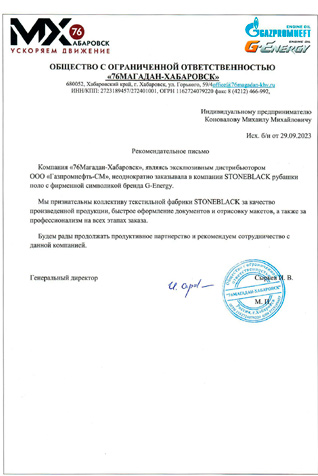 MX 76
ХАБАРОВСК
УСКОРЯЕМ ДВИЖЕНИЕ
ENGINE OIL
ГАЗПРОМНЕФТЬ
ENGINE OIL
G-ENERGY
ОБЩЕСТВО С ОГРАНИЧЕННОЙ ОТВЕТСТВЕННОСТЬЮ
«76МАГАДАН-ХАБАРОВСК»
680052, Хабаровский край, г. Хабаровск, ул. Горького, 59/4office@76magadan-khv.ru
ИНН/КПП: 2723189457/272401001, ОГРН 1162724079220 факс 8 (4212) 466-992,
Индивидуальному предпринимателю
Коновалову Михаилу Михайловичу
Исх. б/н от 29.09.2023
Рекомендательное письмо
Компания «76Магадан-Хабаровск», являясь эксклюзивным дистрибьютором
ООО «Газпромнефть-СМ», неоднократно заказывала в компании STONEBLACK рубашки
поло с фирменной символикой бренда G-Energy.
Мы признательны коллективу текстильной фабрики STONEBLACK за качество
произведенной продукции, быстрое оформление документов и отрисовку макетов, а также за
профессионализм на всех этапах заказа.
Будем рады продолжать продуктивное партнерство и рекомендуем сотрудничество с
данной компанией.
Генеральный директор
И. В.
М. П.
"76МАГАДАН-ХАБАРОВСК"